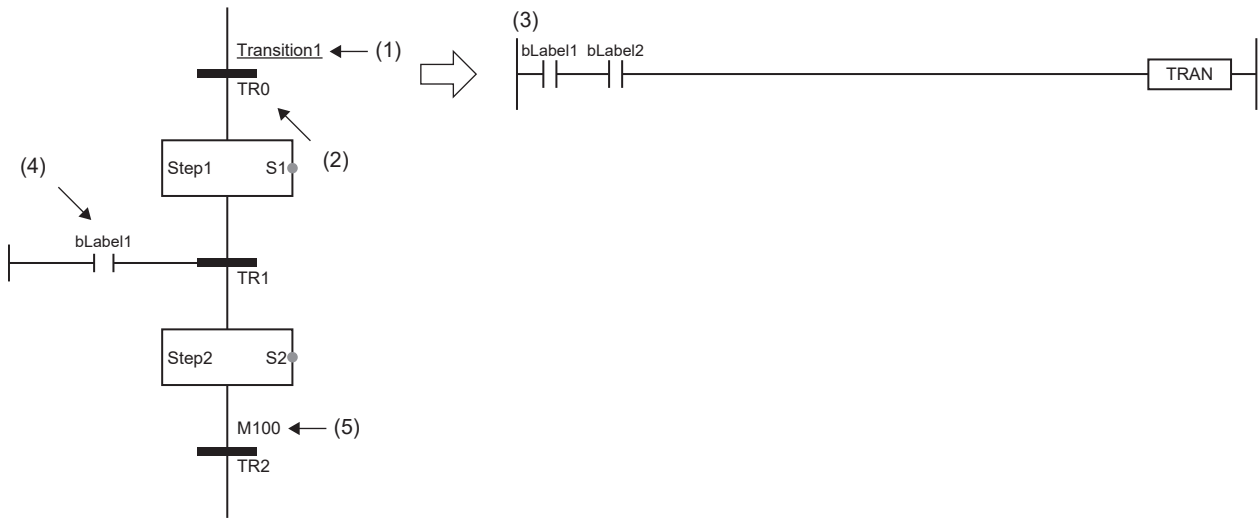 Transition1
(1)
TR0
(2)
Step1 S1
(4)
bLabel1
TR1
Step2 S2
M100
(5)
TR2
(3)
bLabel1 bLabel2
TRAN